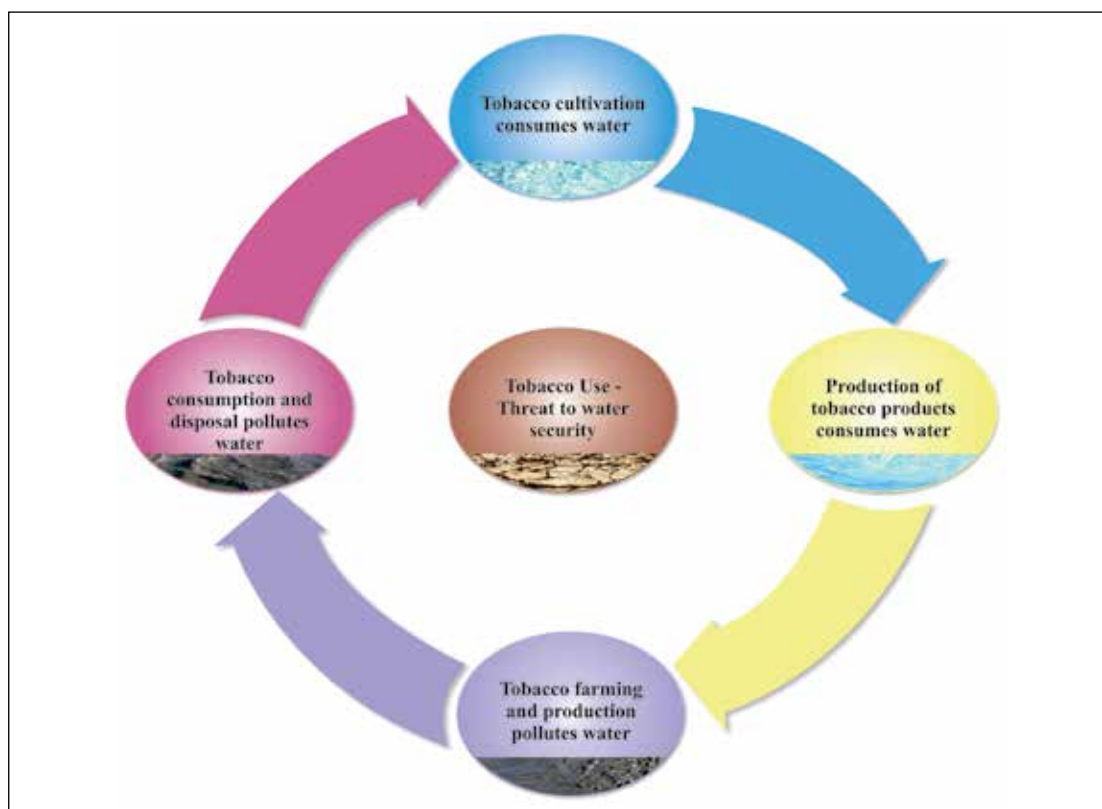 Tobacco cultivation
consumes water
Tobacco
consumption and
disposal pollutes
water
Tobacco Use -
Threat to water
security
Production of
tobacco products
consumes water
Tobacco farming
and production
pollutes water